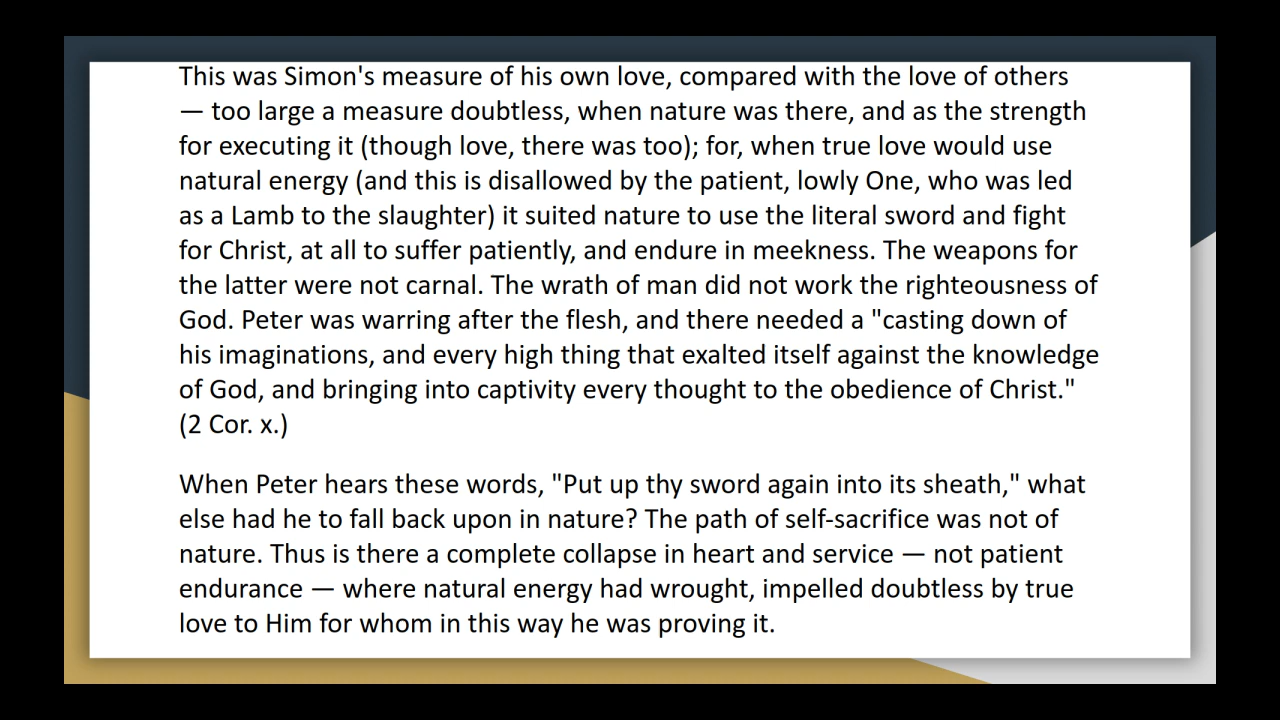 This was Simon's measure of his own love, compared with the love of others
— too large a measure doubtless, when nature was there, and as the strength
for executing it (though love, there was too); for, when true love would use
natural energy (and this is disallowed by the patient, lowly One, who was led
as a Lamb to the slaughter) it suited nature to use the literal sword and fight
for Christ, at all to suffer patiently, and endure in meekness. The weapons for
the latter were not carnal. The wrath of man did not work the righteousness of
God. Peter was warring after the flesh, and there needed a "casting down of
his imaginations, and every high thing that exalted itself against the knowledge
of God, and bringing into captivity every thought to the obedience of Christ."
(2 Cor. x.)
When Peter hears these words, "Put up thy sword again into its sheath," what
else had he to fall back upon in nature? The path of self-sacrifice was not of
nature. Thus is there a complete collapse in heart and service — not patient
endurance — where natural energy had wrought, impelled doubtless by true
love to Him for whom in this way he was proving it.